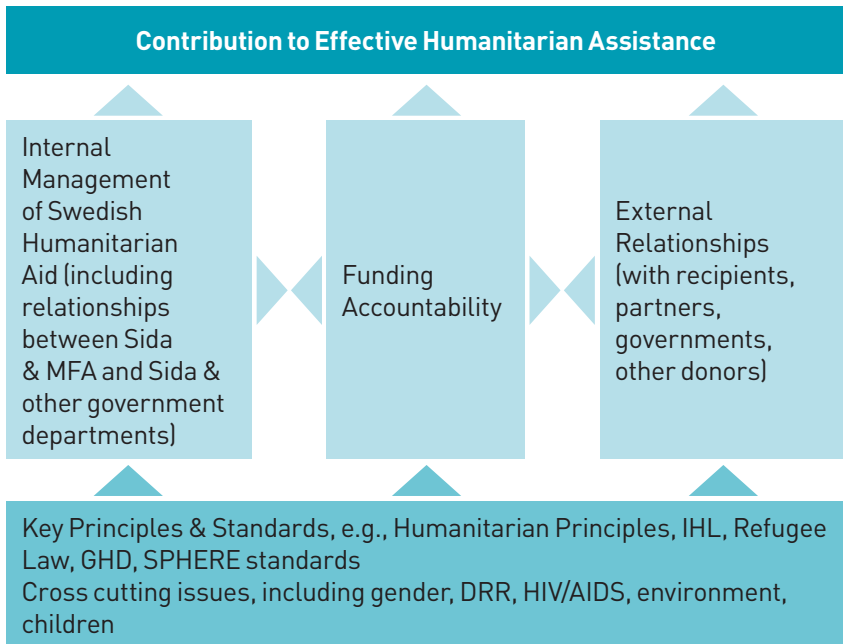 Contribution to Effective Humanitarian Assistance
Internal
Management
of Swedish
Humanitarian
Aid (including
relationships
between Sida
& MFA and Sida &
other government
departments)
Funding
Accountability
External
Relationships
(with recipients,
partners,
governments,
other donors)
Key Principles & Standards, e.g., Humanitarian Principles, IHL, Refugee
Law, GHD, SPHERE standards
Cross cutting issues, including gender, DRR, HIV/AIDS, environment,
children